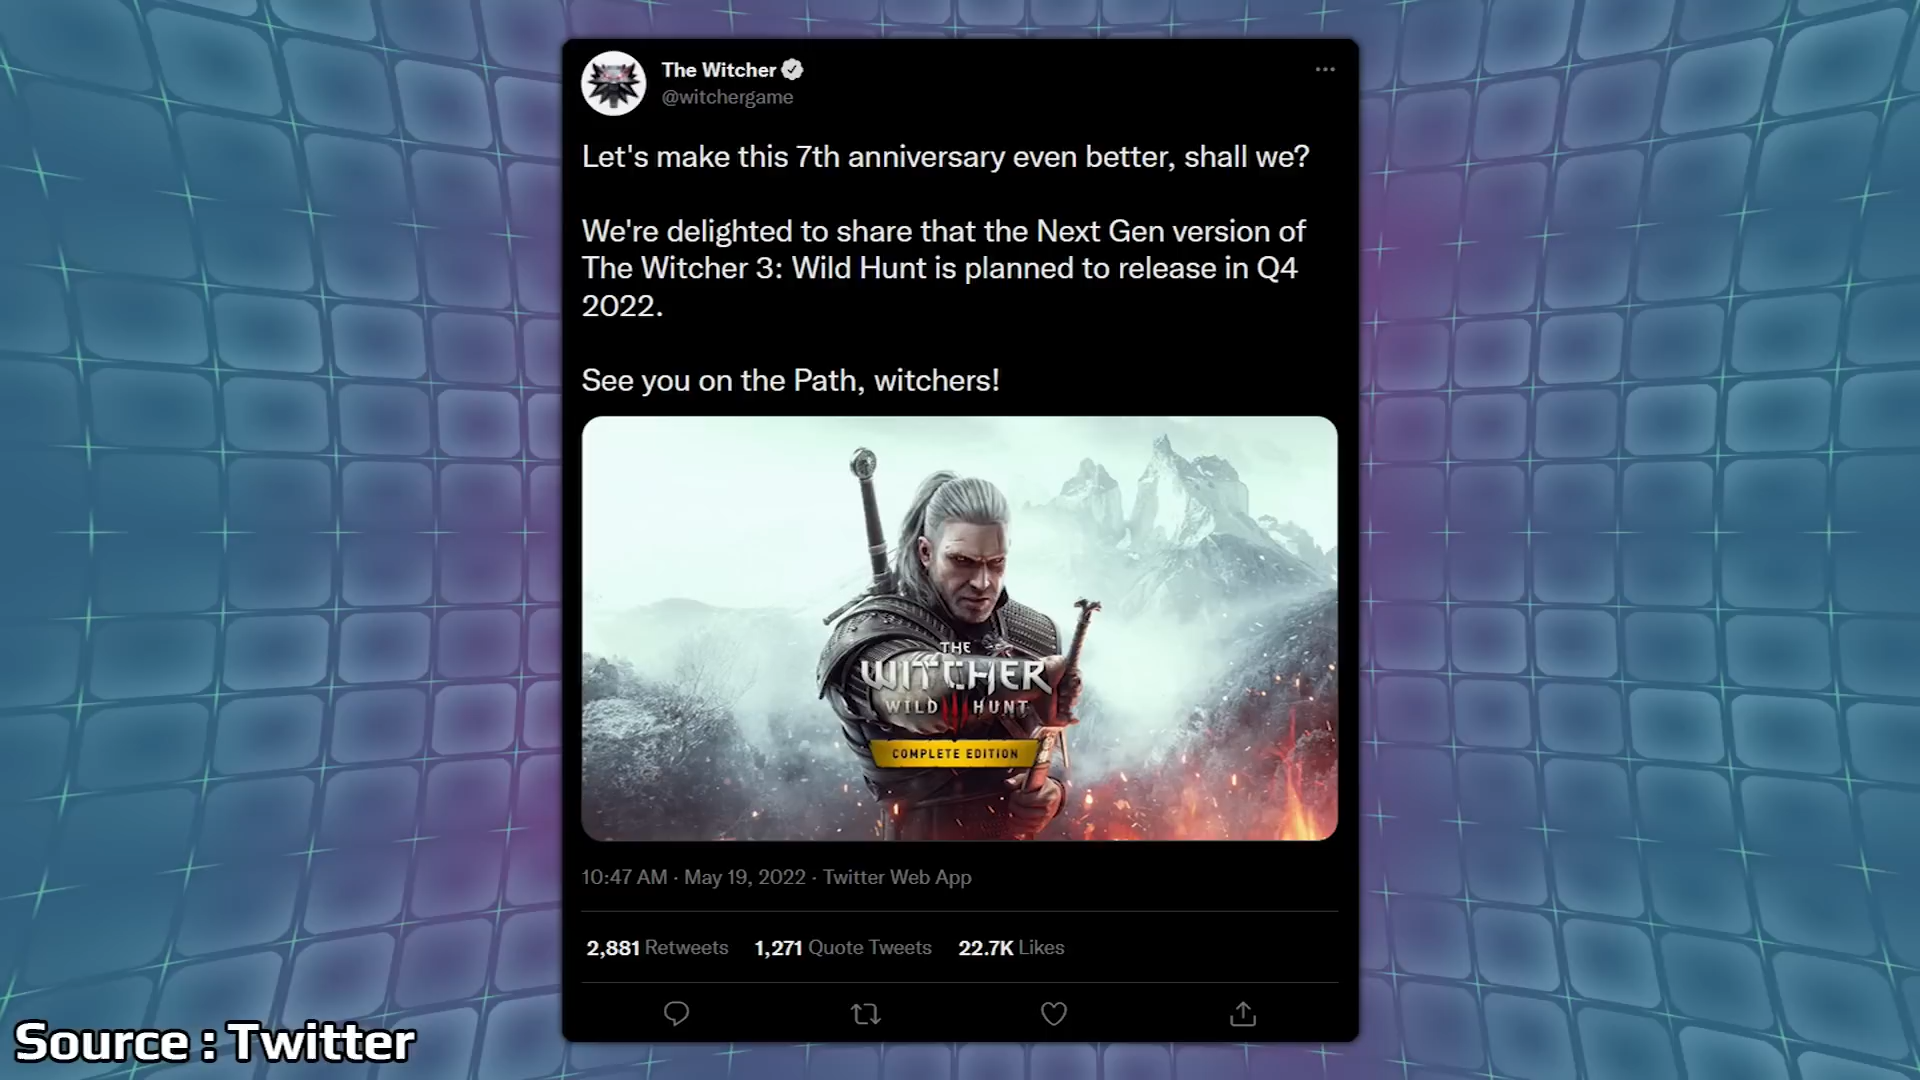 The Witcher
@witchergame
Let's make this 7th anniversary even better, shall we?
We're delighted to share that the Next Gen version of
The Witcher 3: Wild Hunt is planned to release in Q4
2022.
See you on the Path, witchers!
THE
WITCHER
WILD HUNT
COMPLETE EDITION
10:47 AM · May 19, 2022 · Twitter Web App
2,881 Retweets 1,271 Quote Tweets 22.7K Likes
Source : Twitter